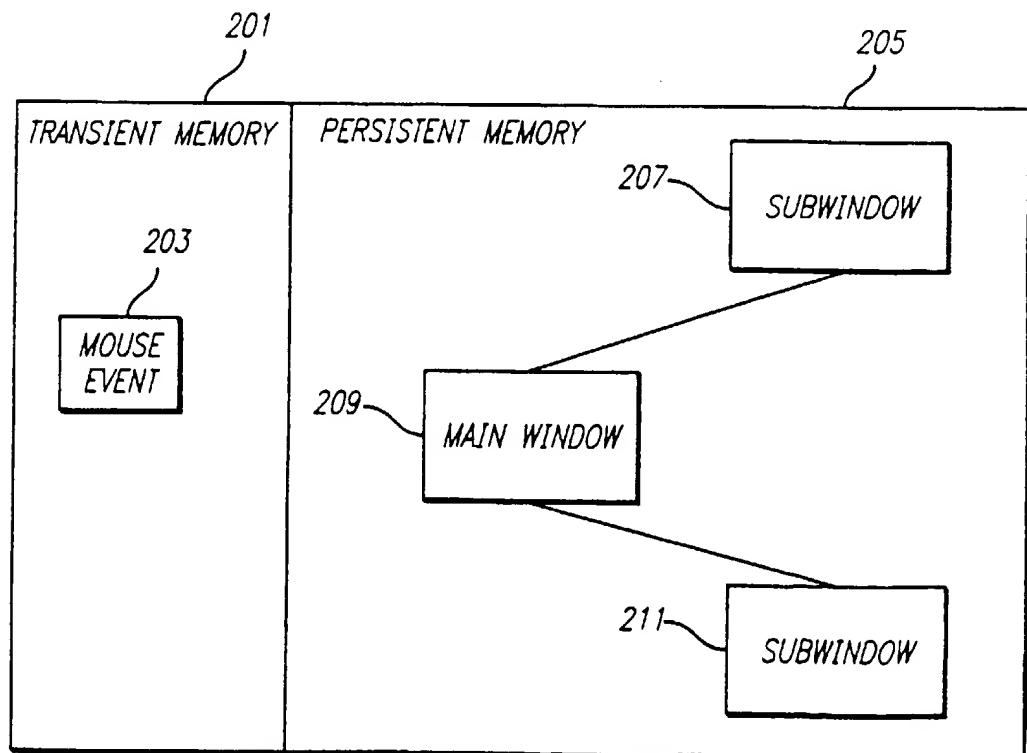 201
205
TRANSIENT MEMORY
PERSISTENT MEMORY
207
SUBWINDOW
203
MOUSE
EVENT
209
MAIN WINDOW
211
SUBWINDOW